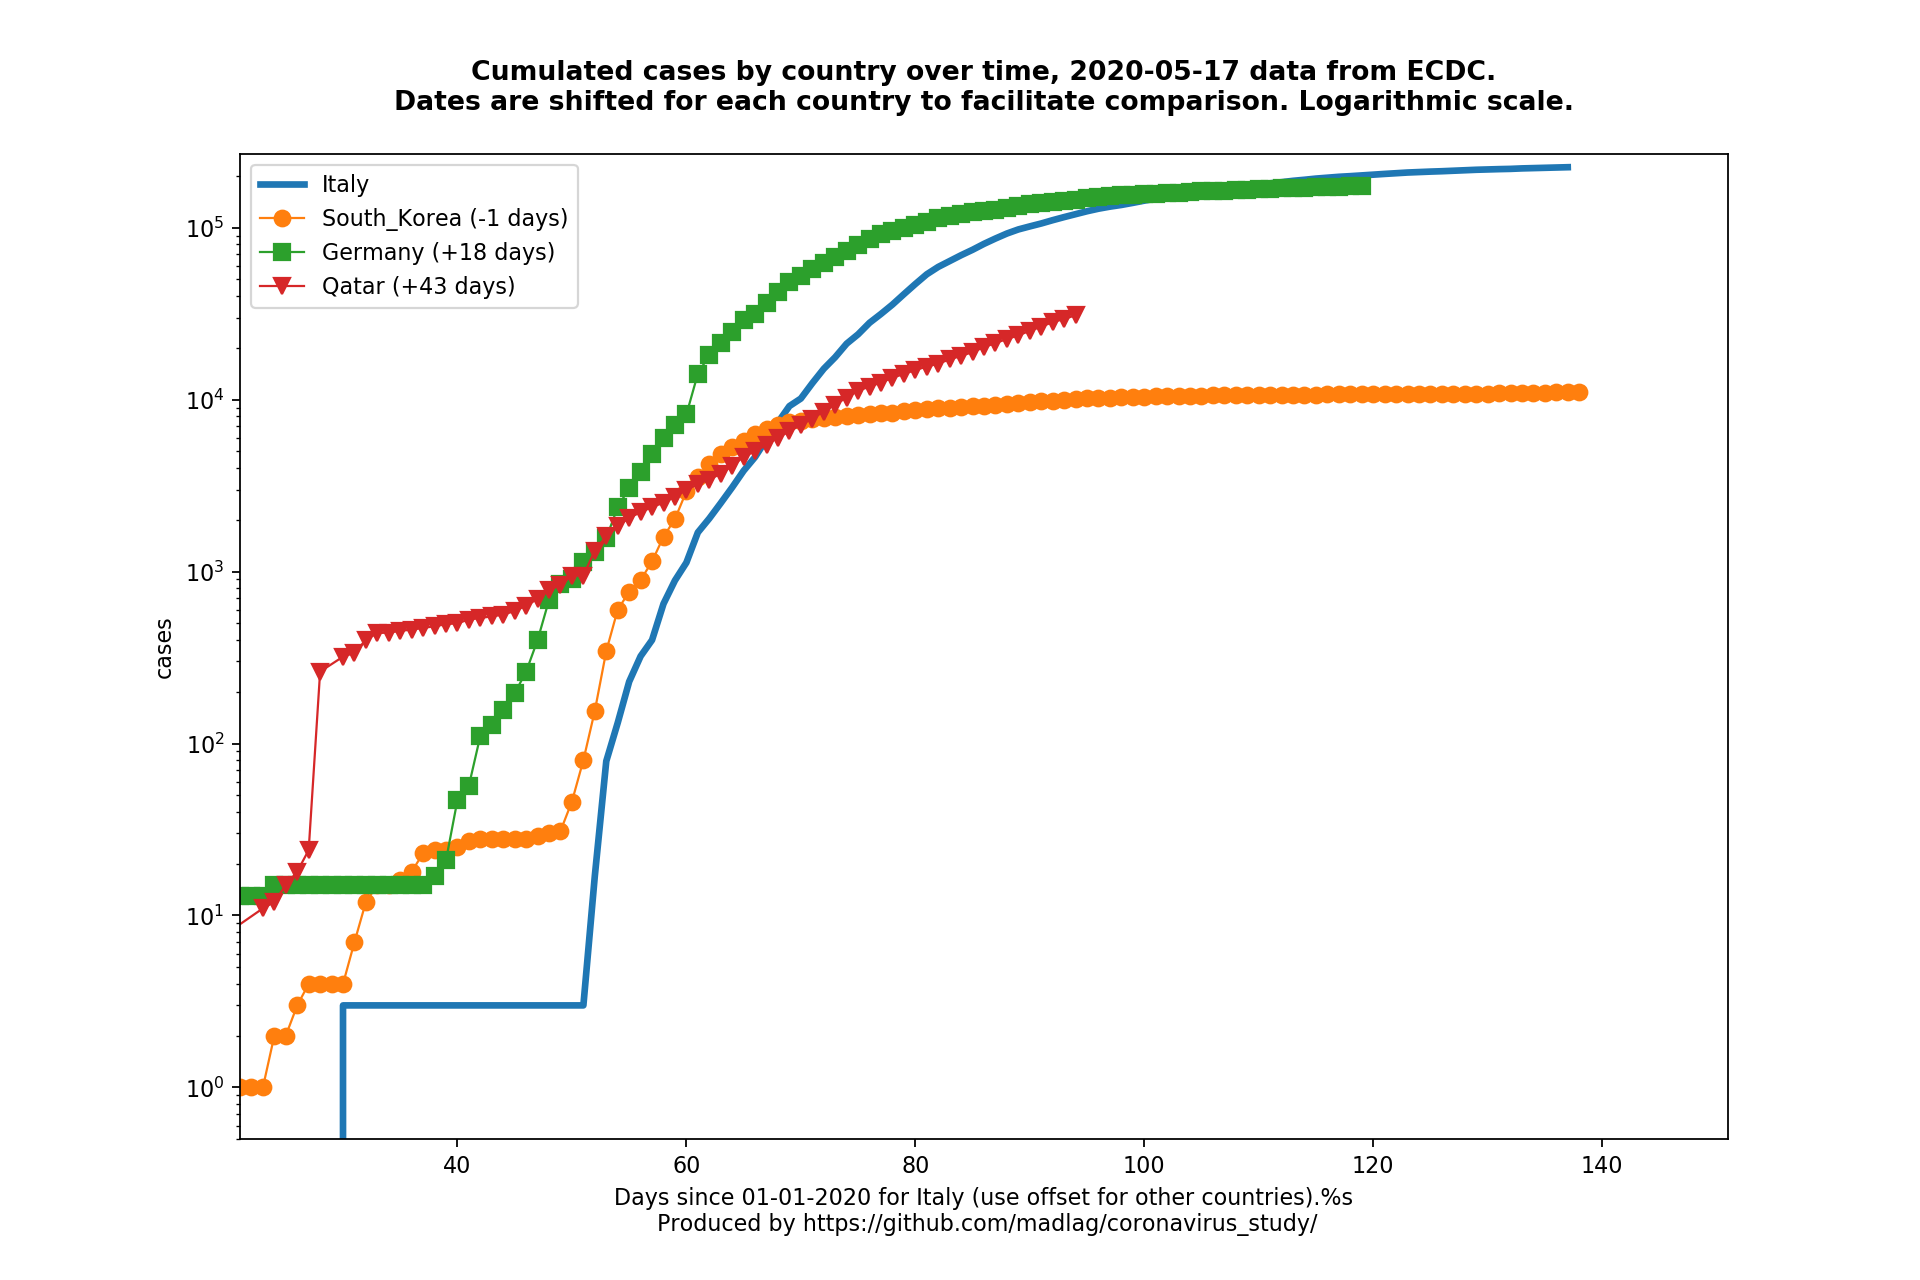 Cumulated cases by country over time, 2020-05-17 data from ECDC.
Dates are shifted for each country to facilitate comparison. Logarithmic scale.
Italy
South_Korea (-1 days)
Germany (+18 days)
Qatar (+43 days)
10^5
10^4
10^3
10^2
10^1
10^0
cases
40 60 80 100 120 140
Days since 01-01-2020 for Italy (use offset for other countries).%s
Produced by https://github.com/madlag/coronavirus_study/